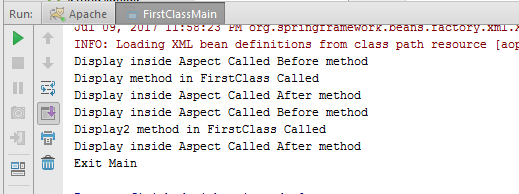 Run: Apache FirstClassMain
Jul 09, 2017 11:58:23 PM org.springframework.beans.factory.xml.X
INFO: Loading XML bean definitions from class path resource [aop
Display inside Aspect Called Before method
Display method in FirstClass Called
Display inside Aspect Called After method
Display inside Aspect Called Before method
Display2 method in FirstClass Called
Display inside Aspect Called After method
Exit Main